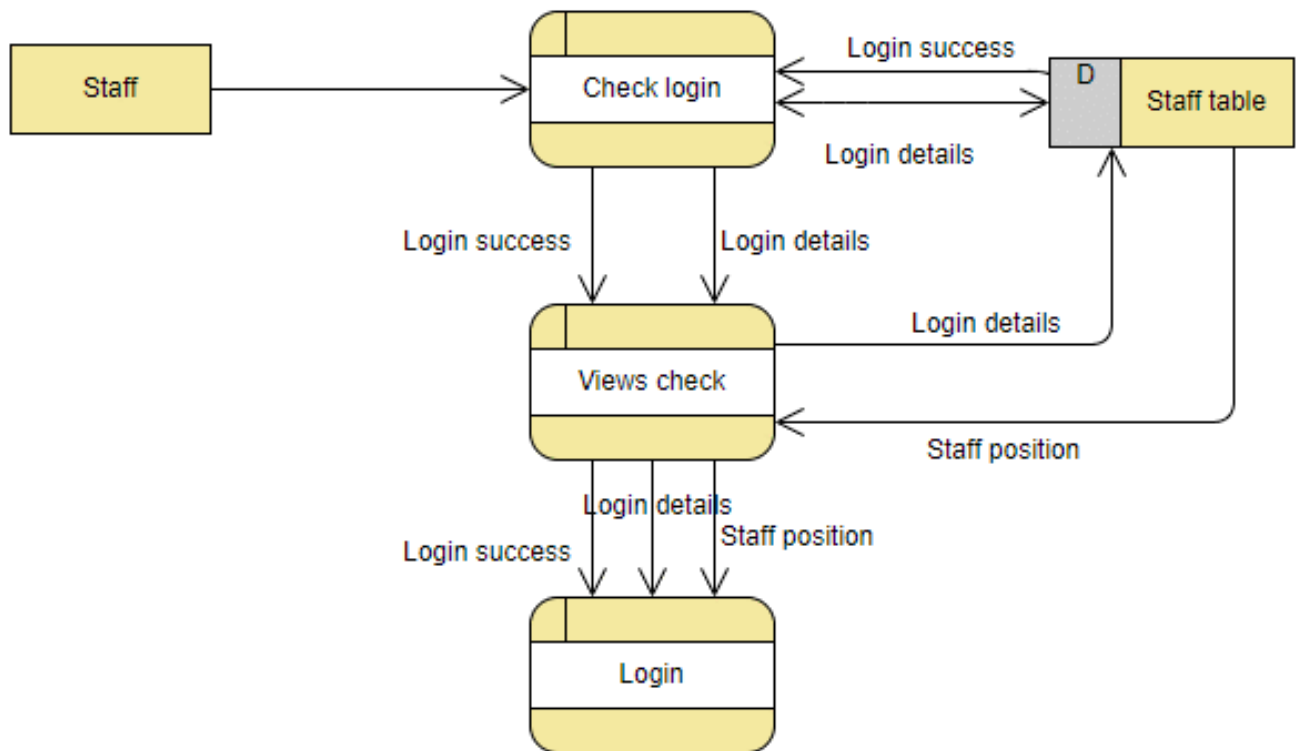 Staff
Check login
Login success
D
Staff table
Login details
Login success
Login details
Login details
Views check
Staff position
Login details
Staff position
Login success
Login